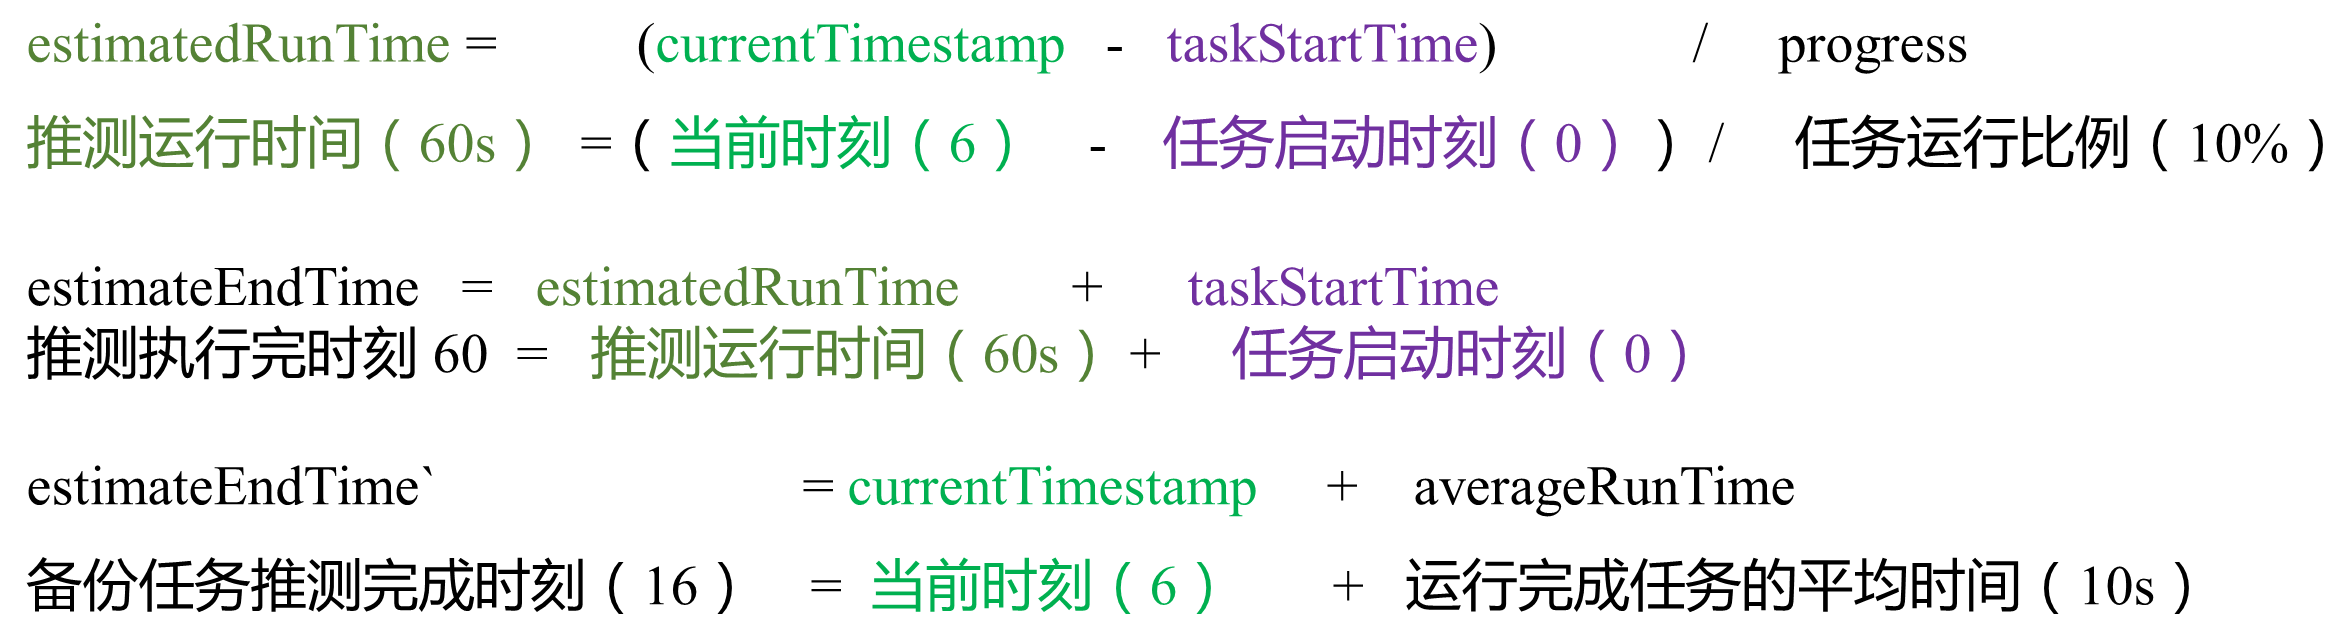 estimatedRunTime = (currentTimestamp - taskStartTime) / progress
推测运行时间（60s） =（当前时刻（6） - 任务启动时刻（0）） / 任务运行比例（10%）
estimateEndTime = estimatedRunTime + taskStartTime
推测执行完时刻 60 = 推测运行时间（60s）+ 任务启动时刻（0）
estimateEndTime` = currentTimestamp + averageRunTime
备份任务推测完成时刻（16） = 当前时刻（6） + 运行完成任务的平均时间（10s）